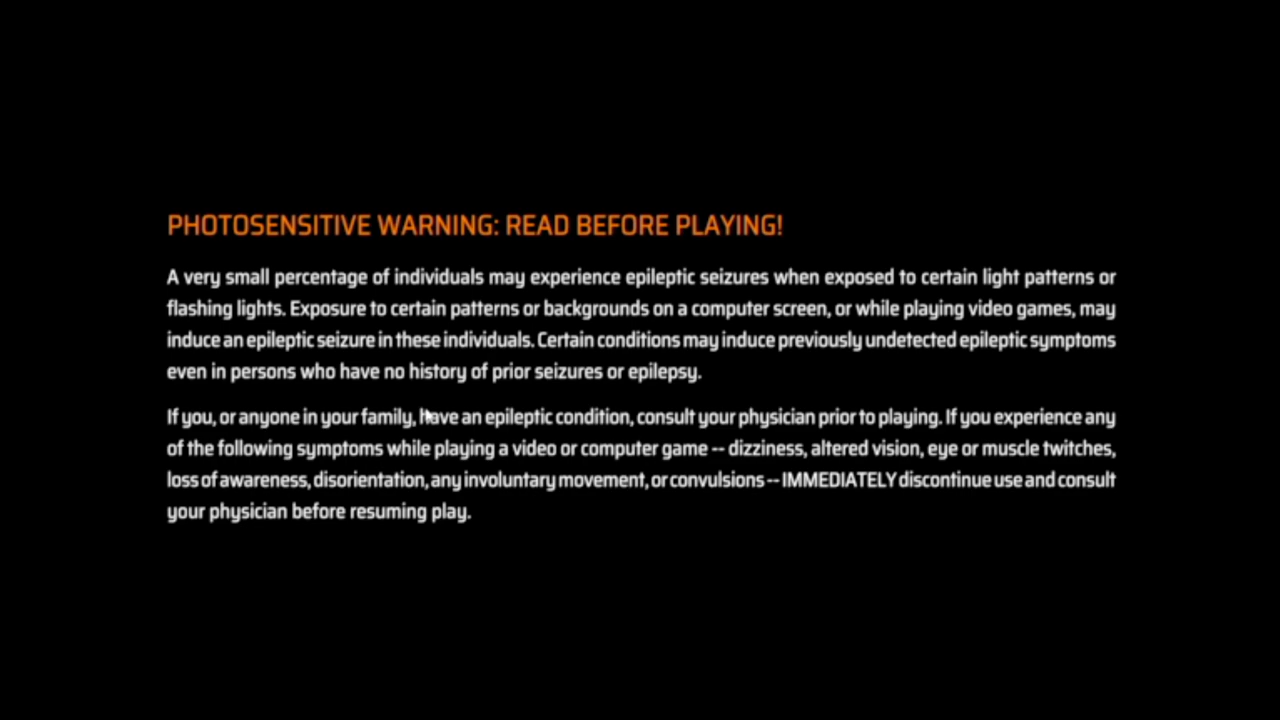 PHOTOSENSITIVE WARNING: READ BEFORE PLAYING!
A very small percentage of individuals may experience epileptic seizures when exposed to certain light patterns or
flashing lights. Exposure to certain patterns or backgrounds on a computer screen, or while playing video games, may
induce an epileptic seizure in these individuals. Certain conditions may induce previously undetected epileptic symptoms
even in persons who have no history of prior seizures or epilepsy.
If you, or anyone in your family, have an epileptic condition, consult your physician prior to playing. If you experience any
of the following symptoms while playing a video or computer game -- dizziness, altered vision, eye or muscle twitches,
loss of awareness, disorientation, any involuntary movement, or convulsions -- IMMEDIATELY discontinue use and consult
your physician before resuming play.